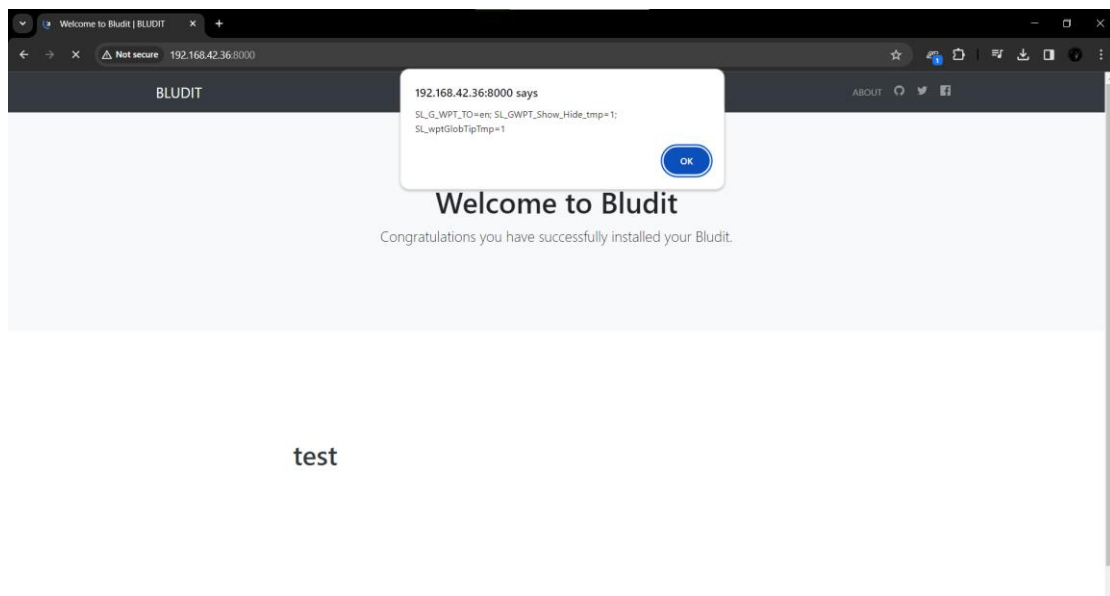 Welcome to Bludit | BLUDIT
Not secure 192.168.42.36:8000
1
BLUDIT
ABOUT
192.168.42.36:8000 says
SL_G_WPT_TO=en; SL_GWPT_Show_Hide_tmp=1;
SL_wptGlobTipTmp=1
OK
Welcome to Bludit
Congratulations you have successfully installed your Bludit.
test